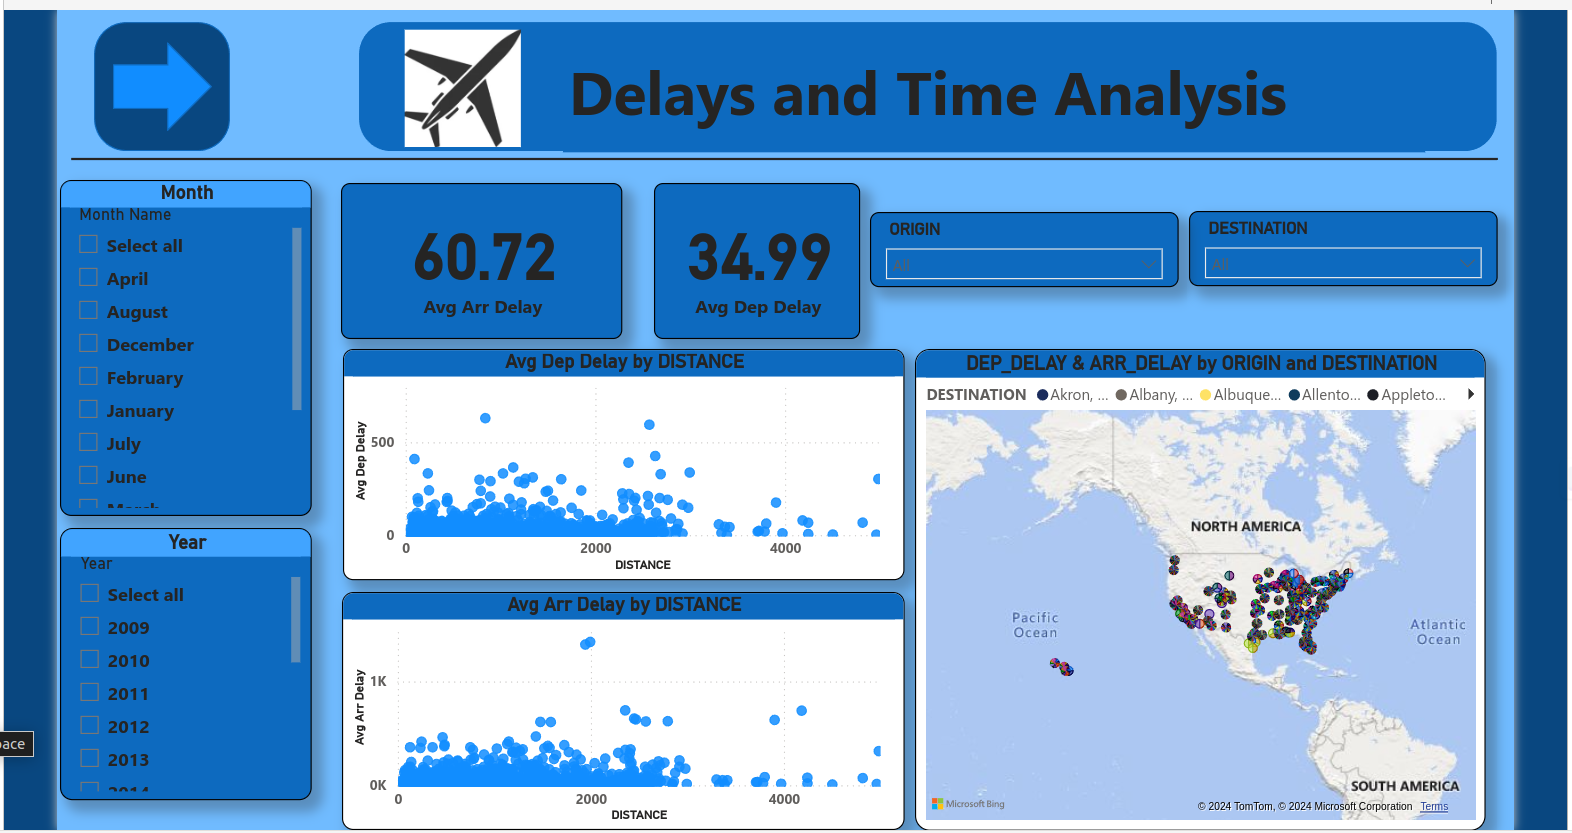 Delays and Time Analysis
Month
Month Name
Select all
April
August
December
February
January
July
June
March
Year
Year
Select all
2009
2010
2011
2012
2013
2014
60.72
Avg Arr Delay
34.99
Avg Dep Delay
ORIGIN
All
DESTINATION
All
Avg Dep Delay by DISTANCE
Avg Dep Delay
500
0
0 2000 4000
DISTANCE
Avg Arr Delay by DISTANCE
Avg Arr Delay
1K
0K
0 2000 4000
DISTANCE
DEP_DELAY & ARR_DELAY by ORIGIN and DESTINATION
DESTINATION Akron, ... Albany, ... Albuque... Allento... Appleto...
NORTH AMERICA
Pacific
Ocean
Atlantic
Ocean
SOUTH AMERICA
Microsoft Bing
© 2024 TomTom, © 2024 Microsoft Corporation Terms
pace